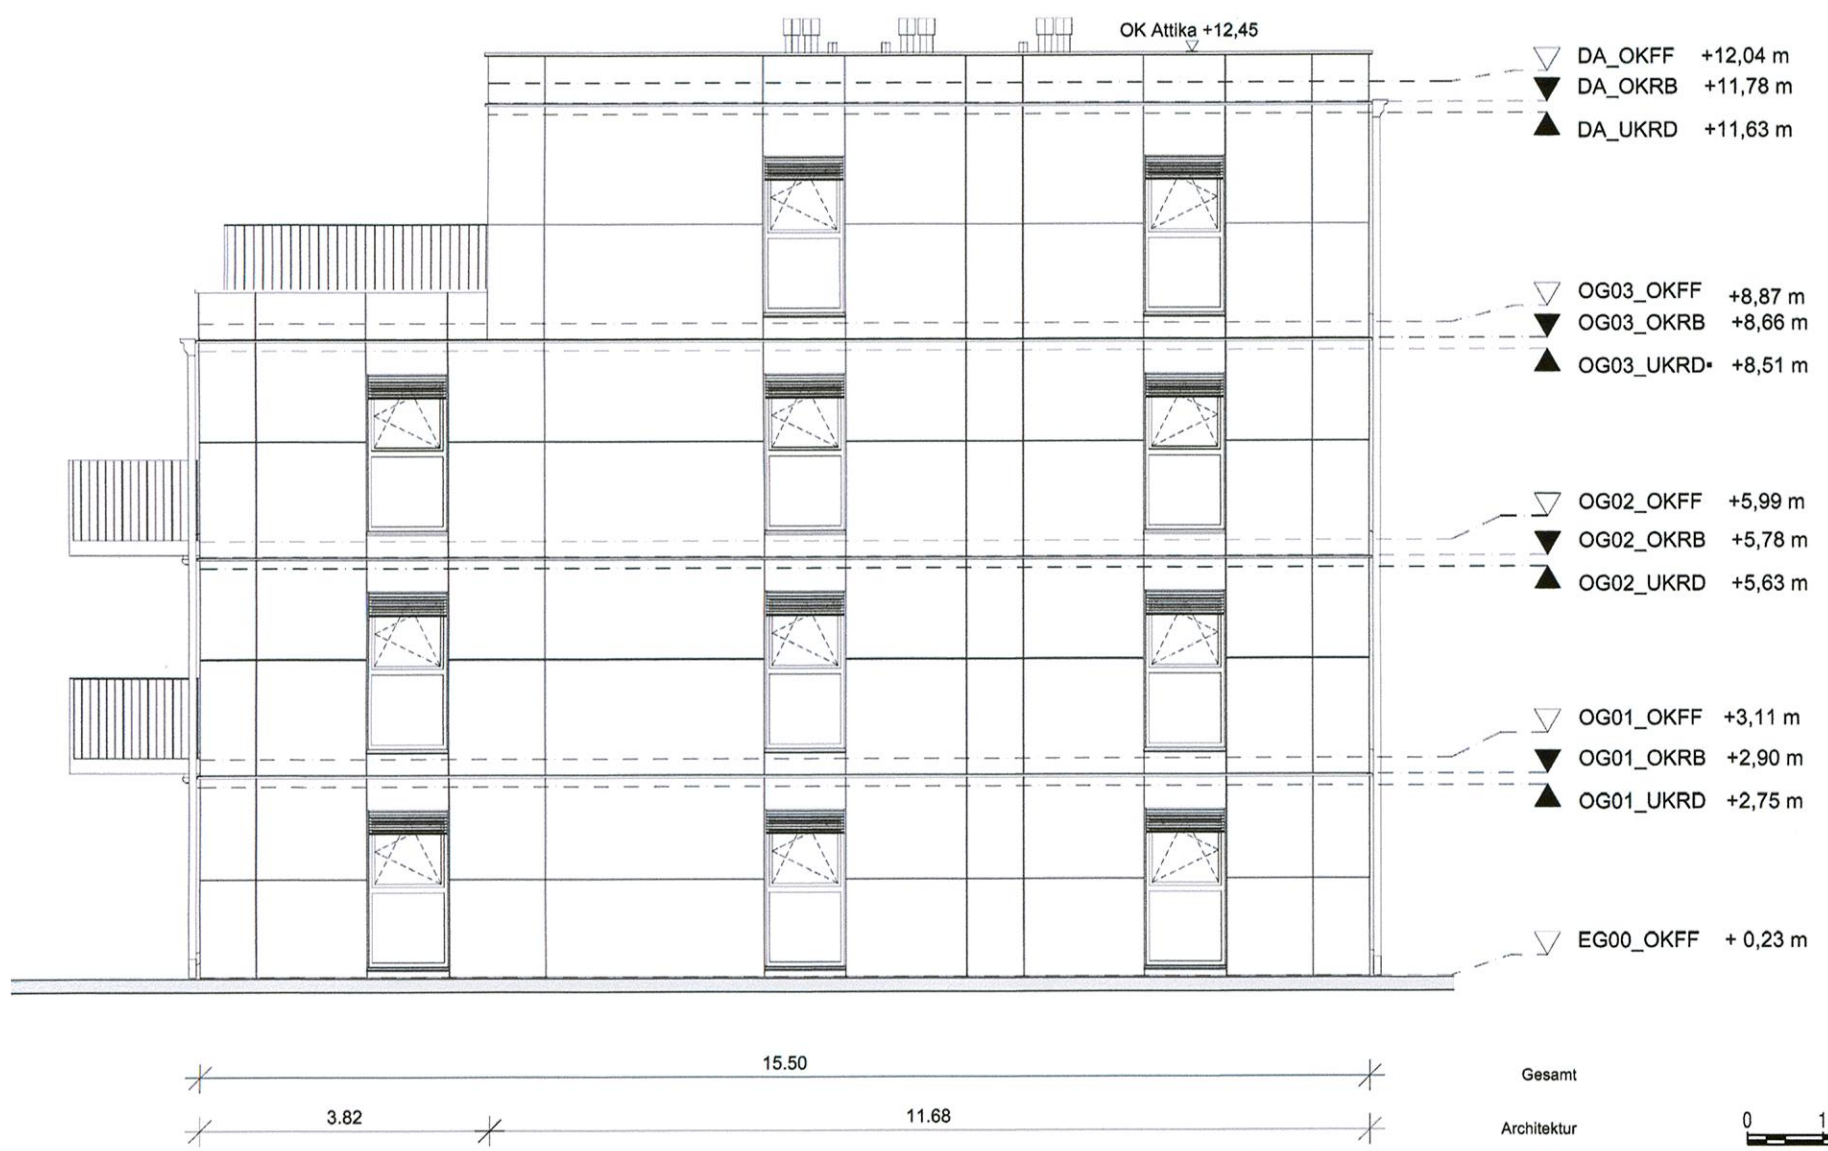 OK Attika +12,45
DA_OKFF +12,04 m
DA_OKRB +11,78 m
DA_UKRD +11,63 m
OG03_OKFF +8,87 m
OG03_OKRB +8,66 m
OG03_UKRD +8,51 m
OG02_OKFF +5,99 m
OG02_OKRB +5,78 m
OG02_UKRD +5,63 m
OG01_OKFF +3,11 m
OG01_OKRB +2,90 m
OG01_UKRD +2,75 m
EG00_OKFF + 0,23 m
15.50 Gesamt
3.82 11.68 Architektur
0 1